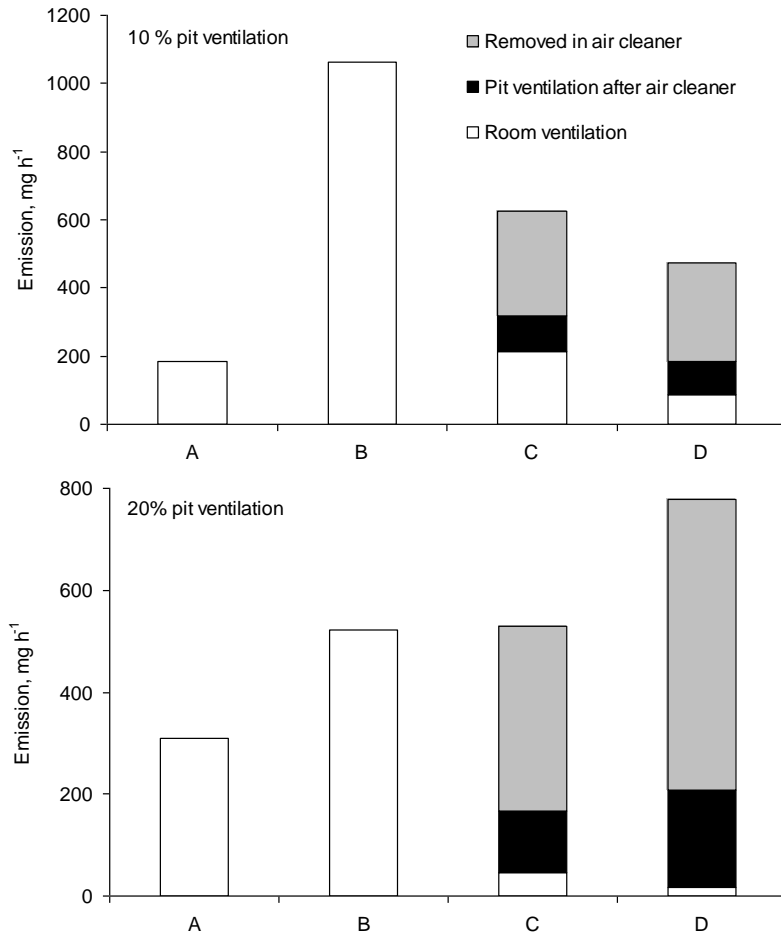 1200
10 % pit ventilation
Removed in air cleaner
1000
Pit ventilation after air cleaner
800
Room ventilation
600
400
200
0
Emission, mg h⁻¹
A B C D
800
20% pit ventilation
600
400
200
0
Emission, mg h⁻¹
A B C D